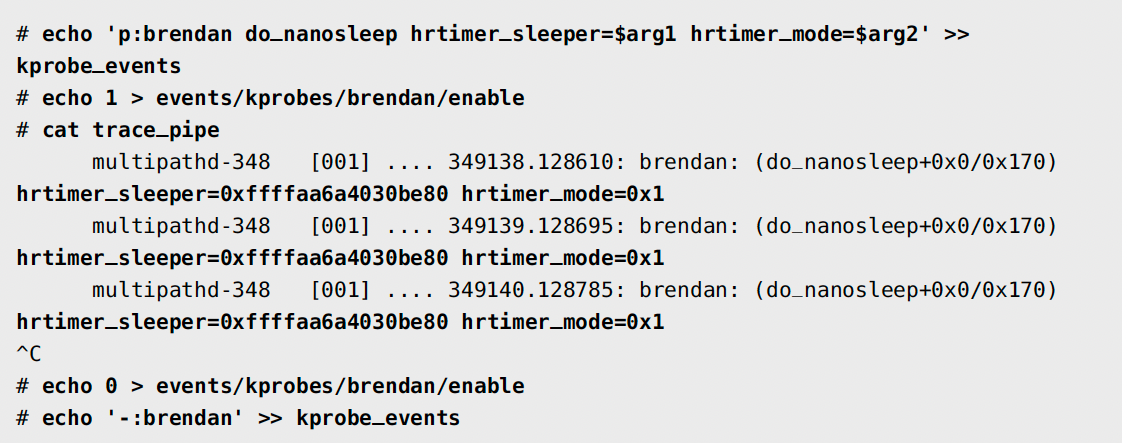 # echo 'p:brendan do_nanosleep hrtimer_sleeper=$arg1 hrtimer_mode=$arg2' >>
kprobe_events
# echo 1 > events/kprobes/brendan/enable
# cat trace_pipe
      multipathd-348   [001] .... 349138.128610: brendan: (do_nanosleep+0x0/0x170)
hrtimer_sleeper=0xffffaa6a4030be80 hrtimer_mode=0x1
      multipathd-348   [001] .... 349139.128695: brendan: (do_nanosleep+0x0/0x170)
hrtimer_sleeper=0xffffaa6a4030be80 hrtimer_mode=0x1
      multipathd-348   [001] .... 349140.128785: brendan: (do_nanosleep+0x0/0x170)
hrtimer_sleeper=0xffffaa6a4030be80 hrtimer_mode=0x1
^C
# echo 0 > events/kprobes/brendan/enable
# echo '-:brendan' >> kprobe_events